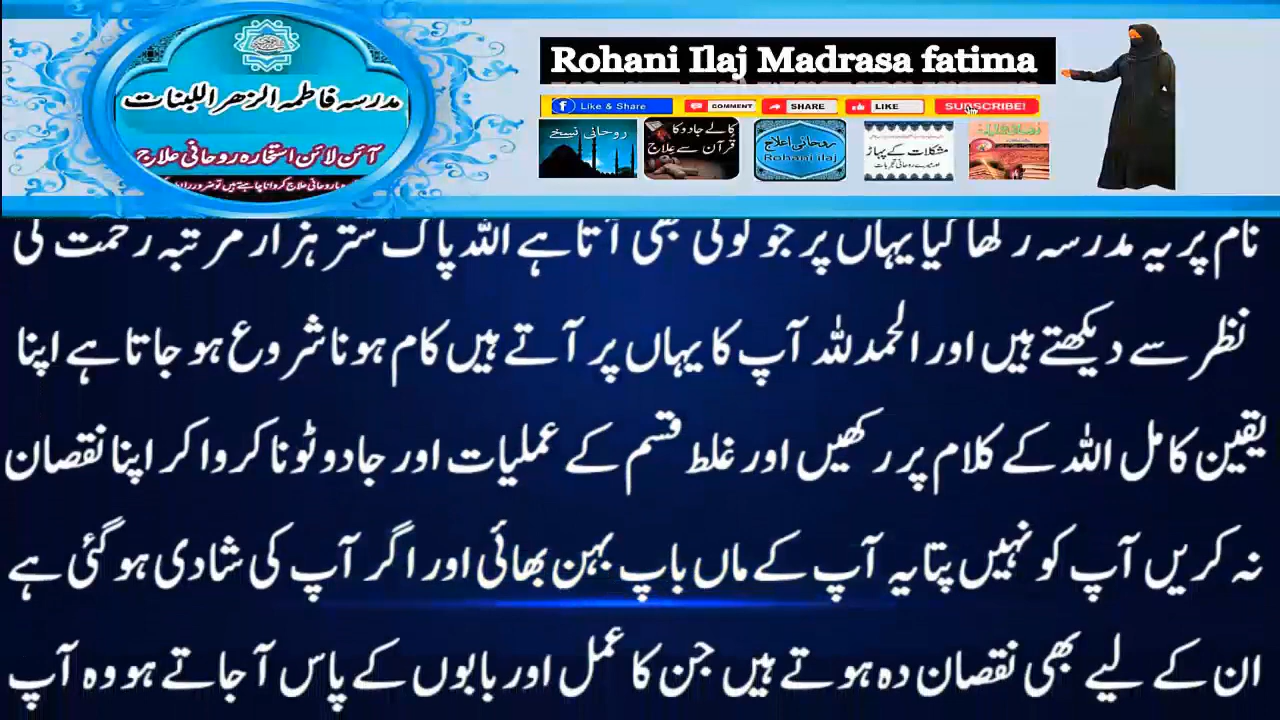 مدرسہ فاطمہ الزہرا للبنات
آئن لائن استخارہ روحانی علاج
Rohani Ilaj Madrasa fatima
Like & Share
COMMENT
SHARE
LIKE
SUBSCRIBE!
روحانی نسخ
کالے جادو کا
قرآن سے علاج
روحانی علاج
Rohani ilaj
مشکلات کے پہاڑ
نام پر یہ مدرسہ رکھا گیا یہاں پر جو کوئی بھی آتا ہے اللہ پاک ستر ہزار مرتبہ رحمت کی
نظر سے دیکھتے ہیں اور الحمدللہ آپ کا یہاں پر آتے ہیں کام ہونا شروع ہو جاتا ہے اپنا
یقین کامل اللہ کے کلام پر رکھیں اور غلط قسم کے عملیات اور جادو ٹونا کروا کر اپنا نقصان
نہ کریں آپ کو نہیں پتا یہ آپ کے ماں باپ بہن بھائی اور اگر آپ کی شادی ہو گئی ہے
ان کے لیے بھی نقصان دہ ہوتے ہیں جن کا عمل اور بابوں کے پاس آ جاتے ہو وہ آپ